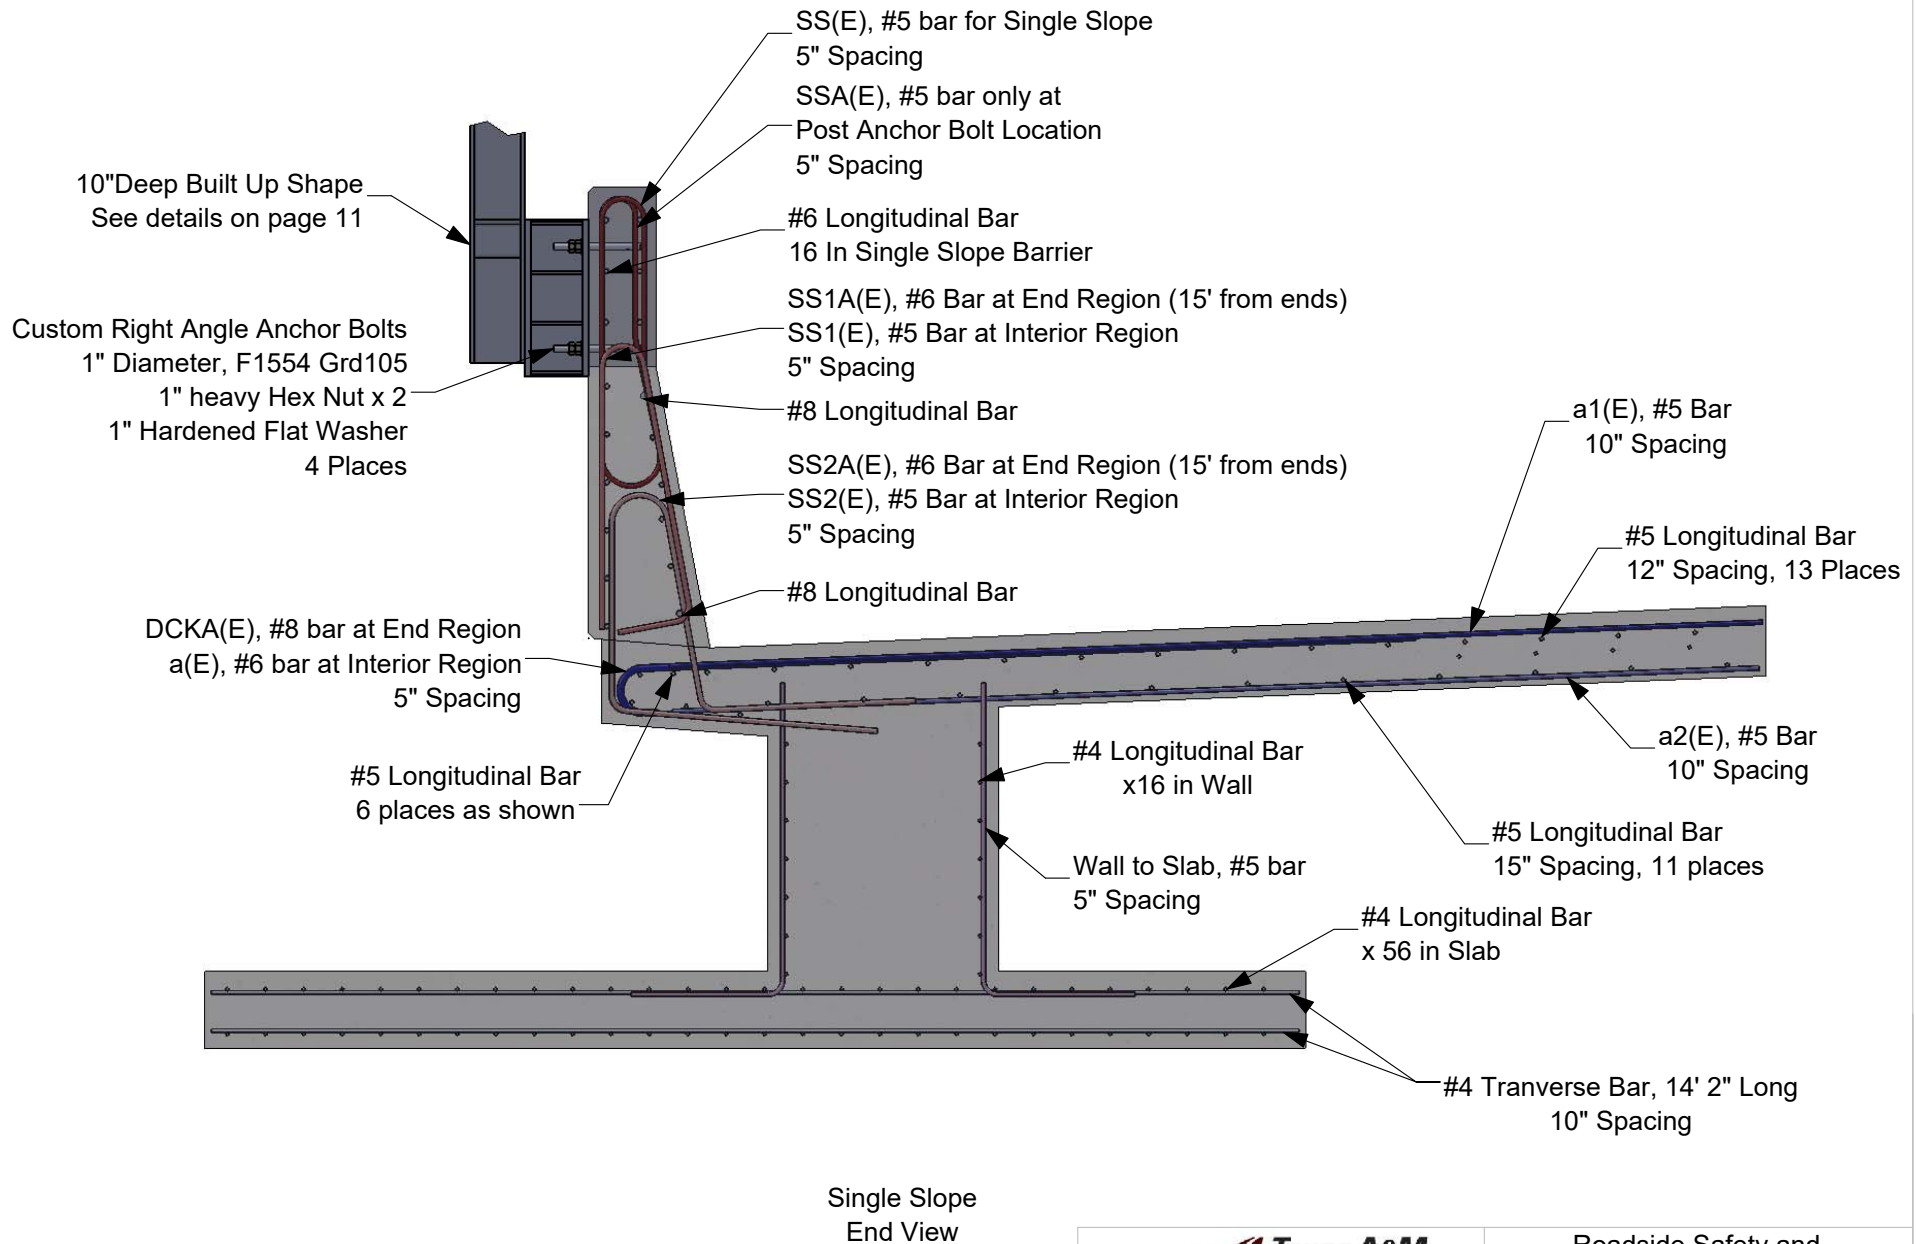 SS(E), #5 bar for Single Slope
5" Spacing
SSA(E), #5 bar only at
Post Anchor Bolt Location
5" Spacing
10"Deep Built Up Shape
See details on page 11
#6 Longitudinal Bar
16 In Single Slope Barrier
SS1A(E), #6 Bar at End Region (15' from ends)
SS1(E), #5 Bar at Interior Region
5" Spacing
Custom Right Angle Anchor Bolts
1" Diameter, F1554 Grd105
1" heavy Hex Nut x 2
1" Hardened Flat Washer
4 Places
#8 Longitudinal Bar
a1(E), #5 Bar
10" Spacing
SS2A(E), #6 Bar at End Region (15' from ends)
SS2(E), #5 Bar at Interior Region
5" Spacing
#5 Longitudinal Bar
12" Spacing, 13 Places
#8 Longitudinal Bar
DCKA(E), #8 bar at End Region
a(E), #6 bar at Interior Region
5" Spacing
#5 Longitudinal Bar
6 places as shown
#4 Longitudinal Bar
x16 in Wall
a2(E), #5 Bar
10" Spacing
#5 Longitudinal Bar
15" Spacing, 11 places
Wall to Slab, #5 bar
5" Spacing
#4 Longitudinal Bar
x 56 in Slab
#4 Tranverse Bar, 14' 2" Long
10" Spacing
Single Slope
End View
Texas A&M
Roadside Safety and